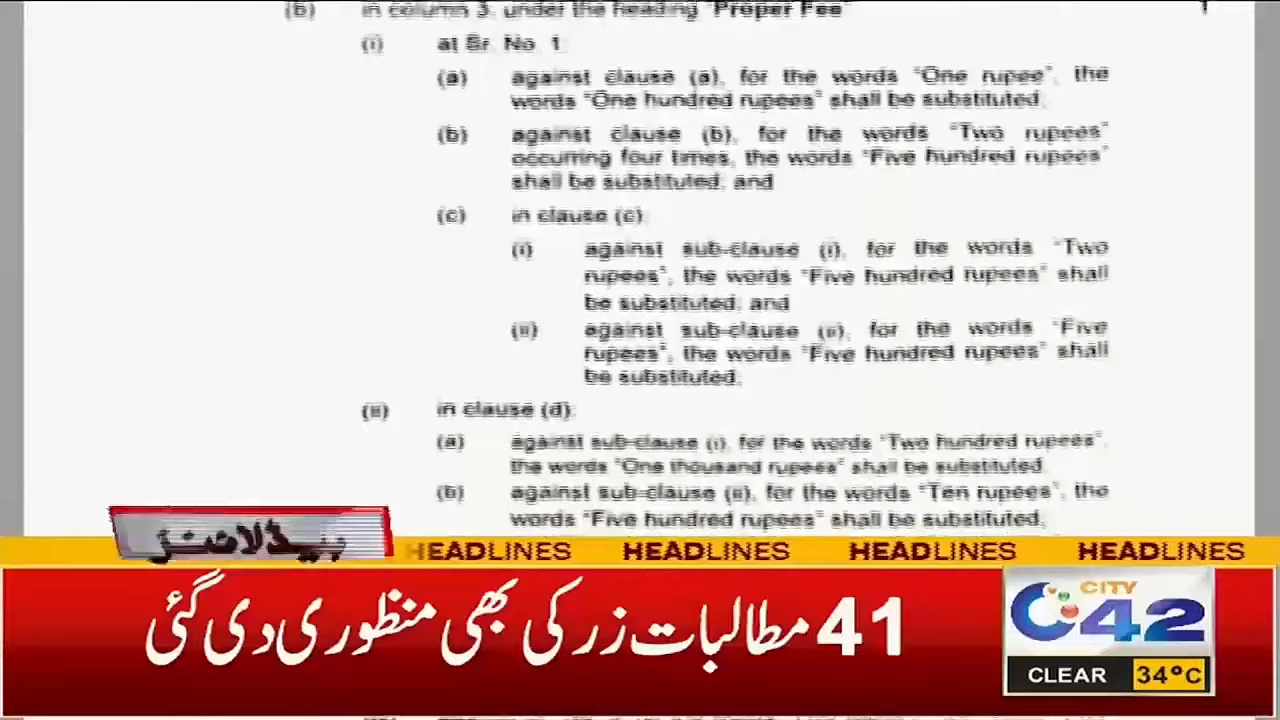 (b) in column 3, under the heading "Proper Fee" 1
(i) at Sr. No. 1
(a) against clause (a), for the words "One rupee", the
words "One hundred rupees" shall be substituted,
(b) against clause (b), for the words "Two rupees"
occurring four times, the words "Five hundred rupees"
shall be substituted, and
(c) in clause (c)
(i) against sub-clause (i), for the words "Two
rupees", the words "Five hundred rupees" shall
be substituted, and
(ii) against sub-clause (ii), for the words "Five
rupees", the words "Five hundred rupees" shall
be substituted,
(ii) in clause (d)
(a) against sub-clause (i), for the words "Two hundred rupees",
the words "One thousand rupees" shall be substituted
(b) against sub-clause (ii), for the words "Ten rupees", the
words "Five hundred rupees" shall be substituted,
ہیڈلائنز
HEADLINES HEADLINES HEADLINES HEADLINES
41 مطالبات زر کی بھی منظوری دی گئی
CITY
42
CLEAR 34°C